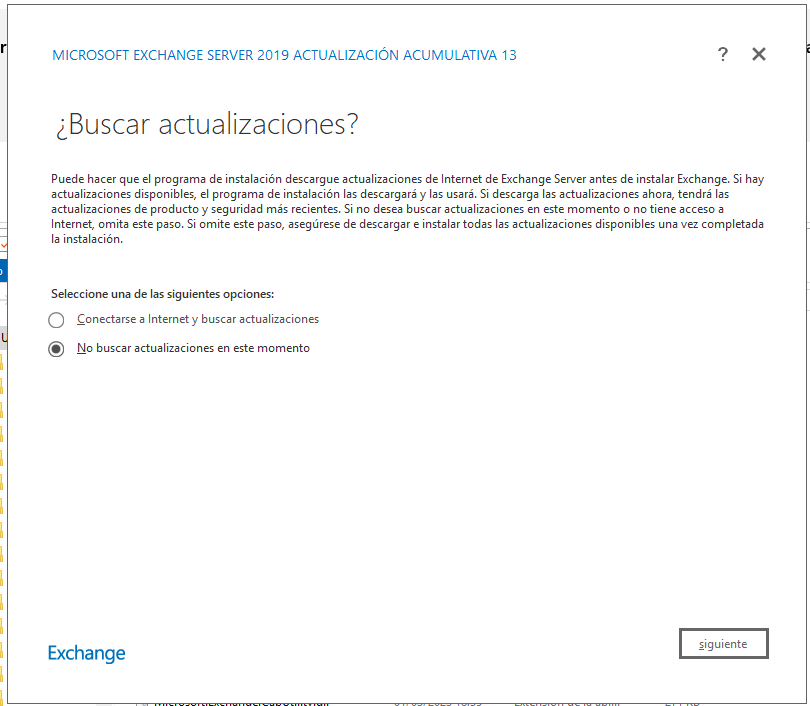 MICROSOFT EXCHANGE SERVER 2019 ACTUALIZACIÓN ACUMULATIVA 13
?
¿Buscar actualizaciones?
Puede hacer que el programa de instalación descargue actualizaciones de Internet de Exchange Server antes de instalar Exchange. Si hay
actualizaciones disponibles, el programa de instalación las descargará y las usará. Si descarga las actualizaciones ahora, tendrá las
actualizaciones de producto y seguridad más recientes. Si no desea buscar actualizaciones en este momento o no tiene acceso a
Internet, omita este paso. Si omite este paso, asegúrese de descargar e instalar todas las actualizaciones disponibles una vez completada
la instalación.
Seleccione una de las siguientes opciones:
Conectarse a Internet y buscar actualizaciones
No buscar actualizaciones en este momento
siguiente
Exchange